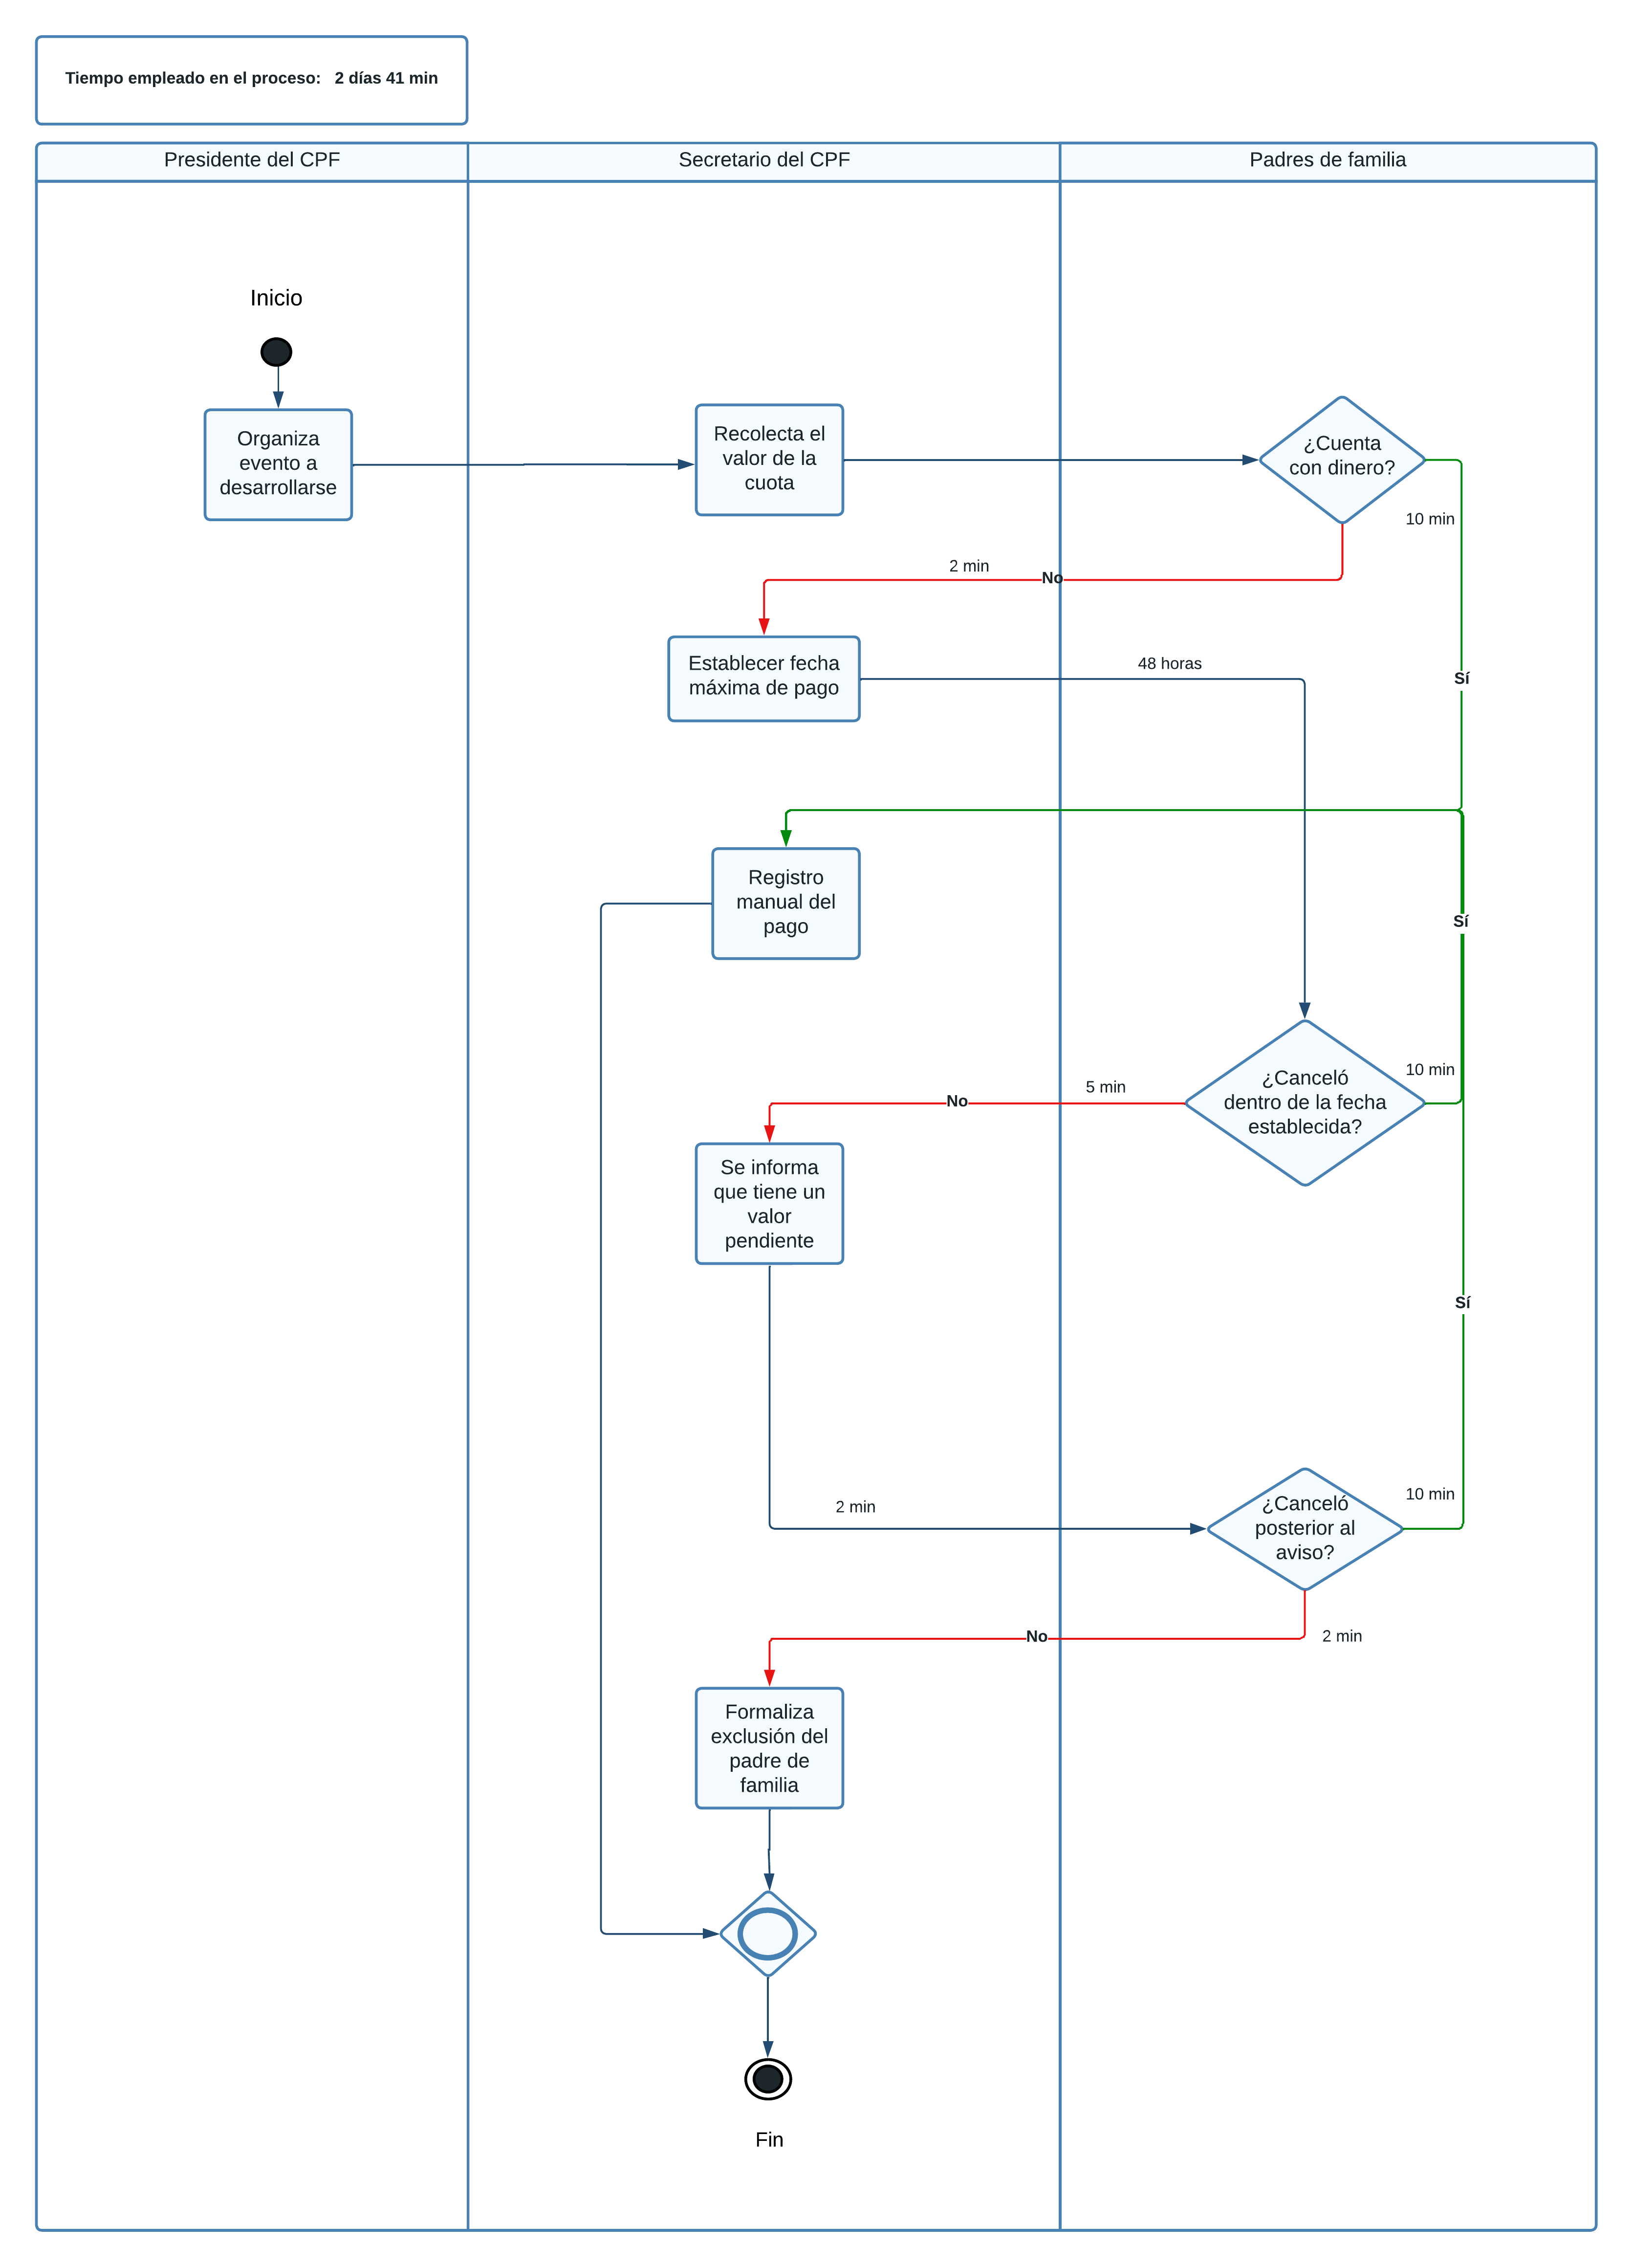 Tiempo empleado en el proceso:   2 días 41 min
Presidente del CPF
Secretario del CPF
Padres de familia
Inicio
Organiza
evento a
desarrollarse
Recolecta el
valor de la
cuota
¿Cuenta
con dinero?
10 min
2 min
No
Establecer fecha
máxima de pago
48 horas
Sí
Registro
manual del
pago
Sí
¿Canceló
dentro de la fecha
establecida?
10 min
5 min
No
Se informa
que tiene un
valor
pendiente
Sí
2 min
¿Canceló
posterior al
aviso?
10 min
No
2 min
Formaliza
exclusión del
padre de
familia
Fin